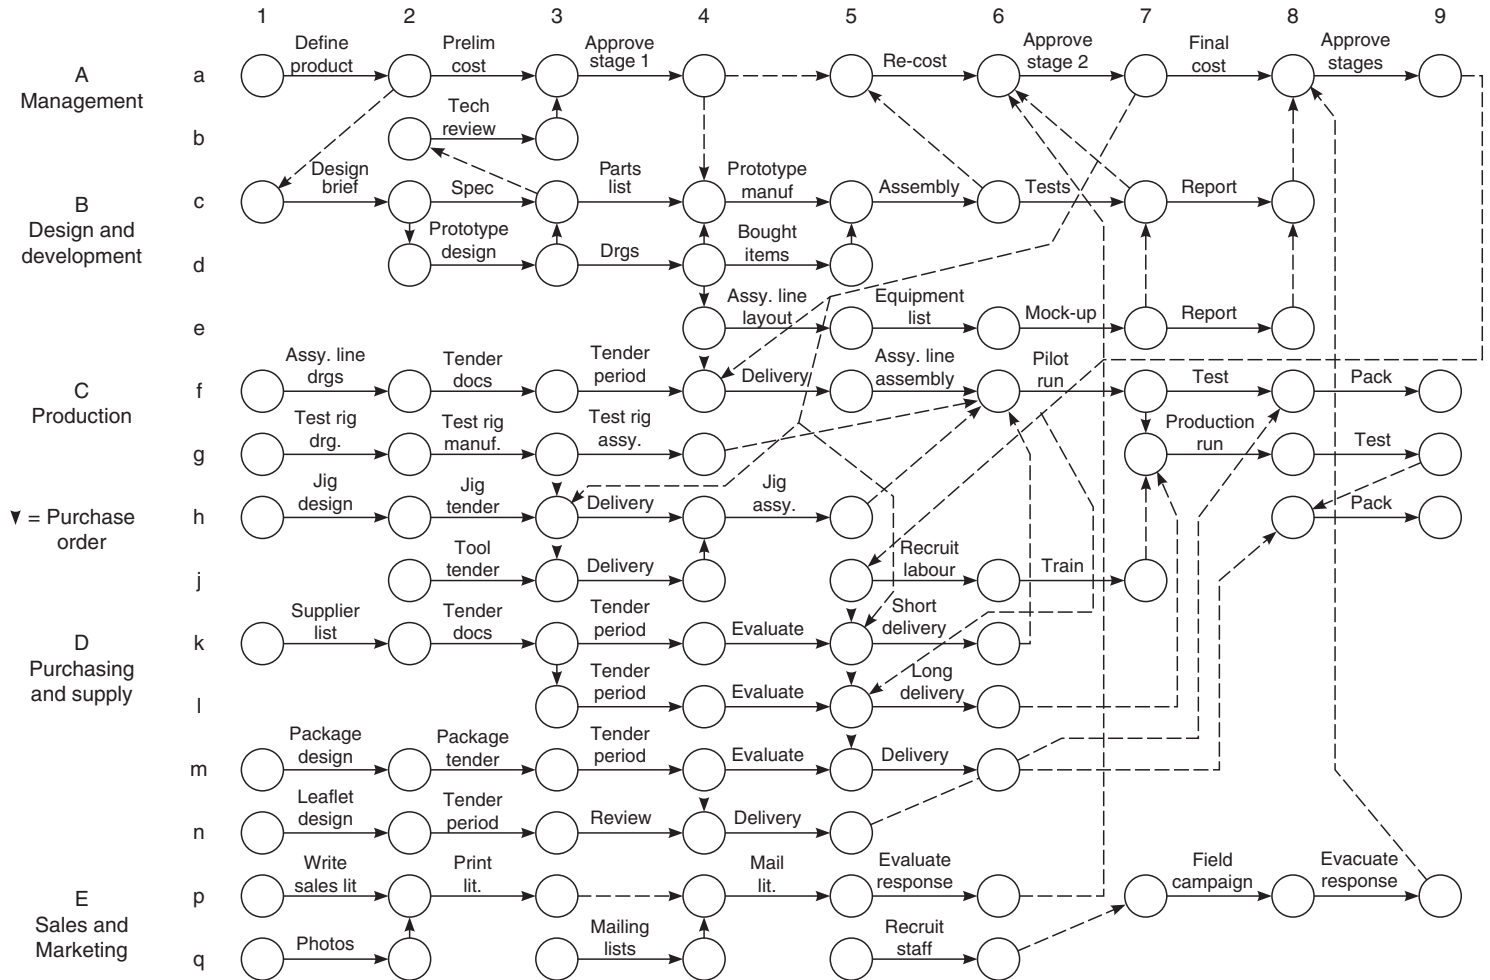 1 2 3 4 5 6 7 8 9
A
Management
a
Define
product
Prelim
cost
Approve
stage 1
Re-cost
Approve
stage 2
Final
cost
Approve
stages
b
Tech
review
B
Design and
development
c
Design
brief
Spec
Parts
list
Prototype
manuf
Assembly
Tests
Report
d
Prototype
design
Drgs
Bought
items
e
Assy. line
layout
Equipment
list
Mock-up
Report
C
Production
f
Assy. line
drgs
Tender
docs
Tender
period
Delivery
Assy. line
assembly
Pilot
run
Test
Pack
g
Test rig
drg.
Test rig
manuf.
Test rig
assy.
Production
run
Test
= Purchase
order
h
Jig
design
Jig
tender
Delivery
Jig
assy.
Pack
j
Tool
tender
Delivery
Recruit
labour
Train
D
Purchasing
and supply
k
Supplier
list
Tender
docs
Tender
period
Evaluate
Short
delivery
l
Tender
period
Evaluate
Long
delivery
m
Package
design
Package
tender
Tender
period
Evaluate
Delivery
n
Leaflet
design
Tender
period
Review
Delivery
E
Sales and
Marketing
p
Write
sales lit
Print
lit.
Mail
lit.
Evaluate
response
Field
campaign
Evacuate
response
q
Photos
Mailing
lists
Recruit
staff